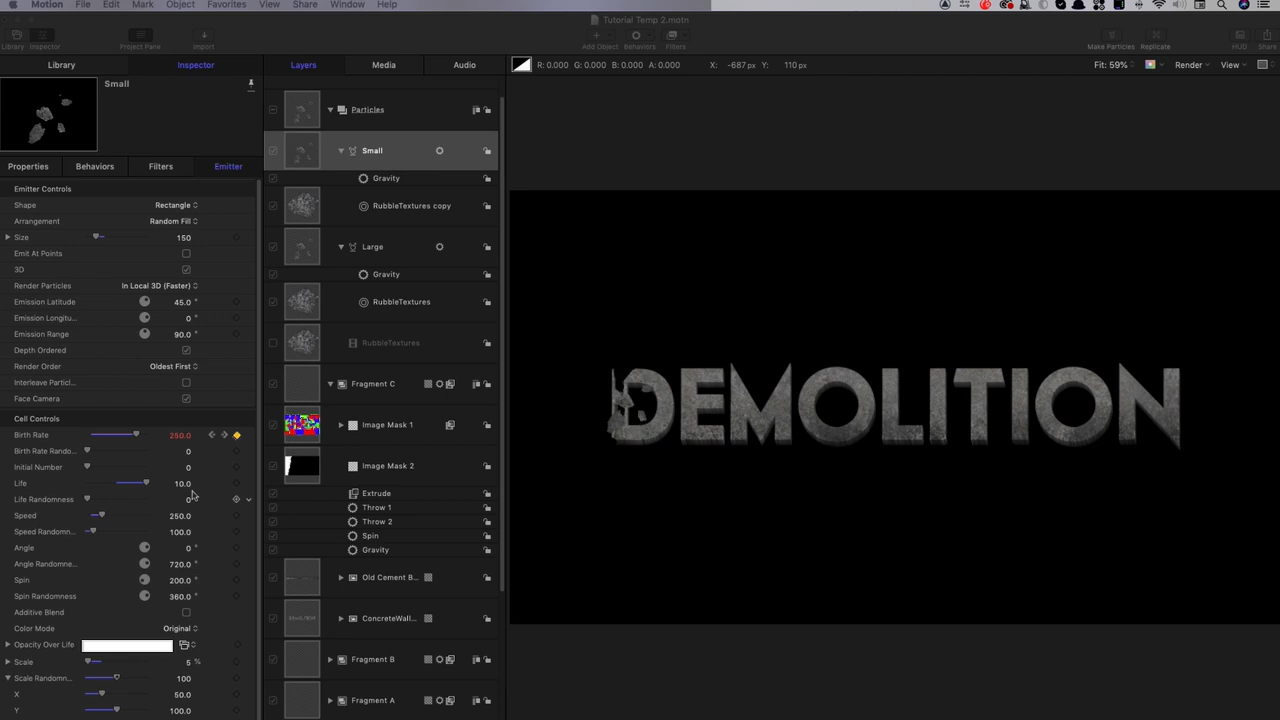 Motion File Edit Mark Object Favorites View Share Window Help
Tutorial Temp 2.motn
Library Inspector Project Pane Import Add Object Behaviors Filters Make Particles Replicate HUD Share
Library Inspector Layers Media Audio R: 0.000 G: 0.000 B: 0.000 A: 0.000 X: -687 px Y: 110 px Fit: 59% Render View
Small
Properties Behaviors Filters Emitter
Emitter Controls
Shape Rectangle
Arrangement Random Fill
Size 150
Emit At Points
3D
Render Particles In Local 3D (Faster)
Emission Latitude 45.0 °
Emission Longitu... 0 °
Emission Range 90.0 °
Depth Ordered
Render Order Oldest First
Interleave Particl...
Face Camera
Cell Controls
Birth Rate 250.0
Birth Rate Rando... 0
Initial Number 0
Life 10.0
Life Randomness 0
Speed 250.0
Speed Randomn... 100.0
Angle 0 °
Angle Randomne... 720.0 °
Spin 200.0 °
Spin Randomness 360.0 °
Additive Blend
Color Mode Original
Opacity Over Life
Scale 5 %
Scale Randomn... 100
X 50.0
Y 100.0
Particles
Small
Gravity
RubbleTextures copy
Large
Gravity
RubbleTextures
RubbleTextures
Fragment C
Image Mask 1
Image Mask 2
Extrude
Throw 1
Throw 2
Spin
Gravity
Old Cement B...
ConcreteWall...
Fragment B
Fragment A
DEMOLITION